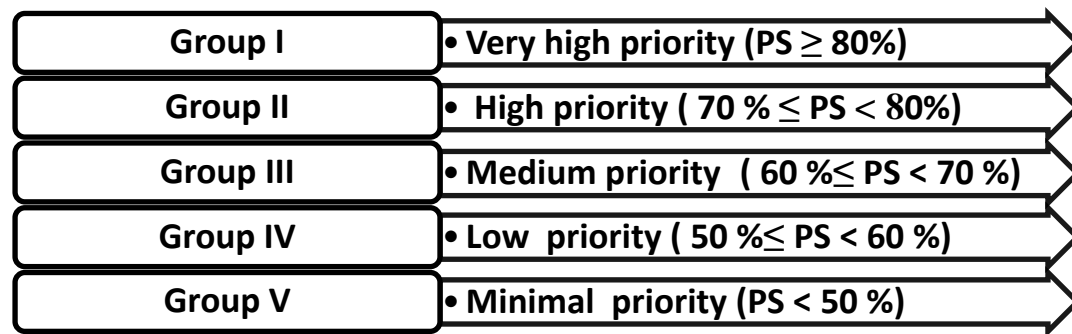 Group I
• Very high priority (PS ≥ 80%)
Group II
• High priority ( 70 % ≤ PS < 80%)
Group III
• Medium priority ( 60 %≤ PS < 70 %)
Group IV
• Low priority ( 50 %≤ PS < 60 %)
Group V
• Minimal priority (PS < 50 %)